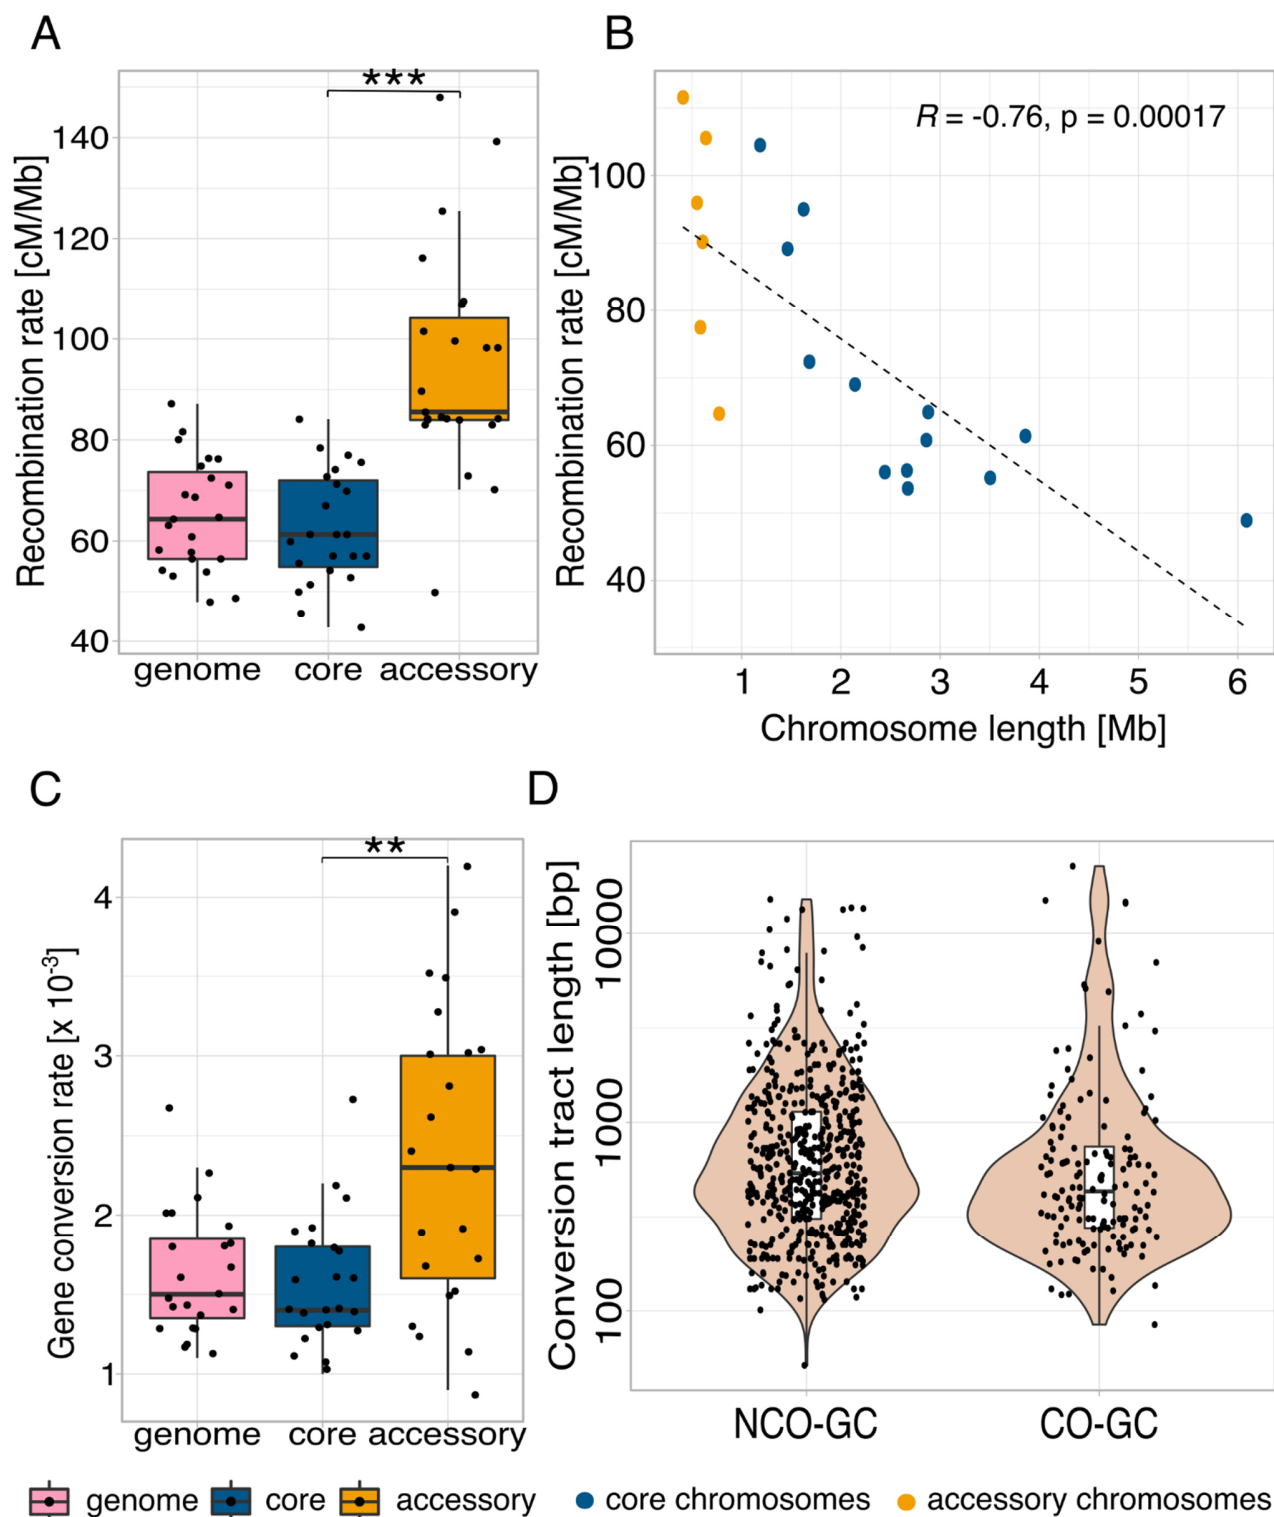 A
***
Recombination rate [cM/Mb]
140
120
100
80
60
40
genome core accessory
B
R = -0.76, p = 0.00017
Recombination rate [cM/Mb]
100
80
60
40
1 2 3 4 5 6
Chromosome length [Mb]
C
**
Gene conversion rate [x 10-3]
4
3
2
1
genome core accessory
D
Conversion tract length [bp]
10000
1000
100
NCO-GC CO-GC
genome core accessory core chromosomes accessory chromosomes